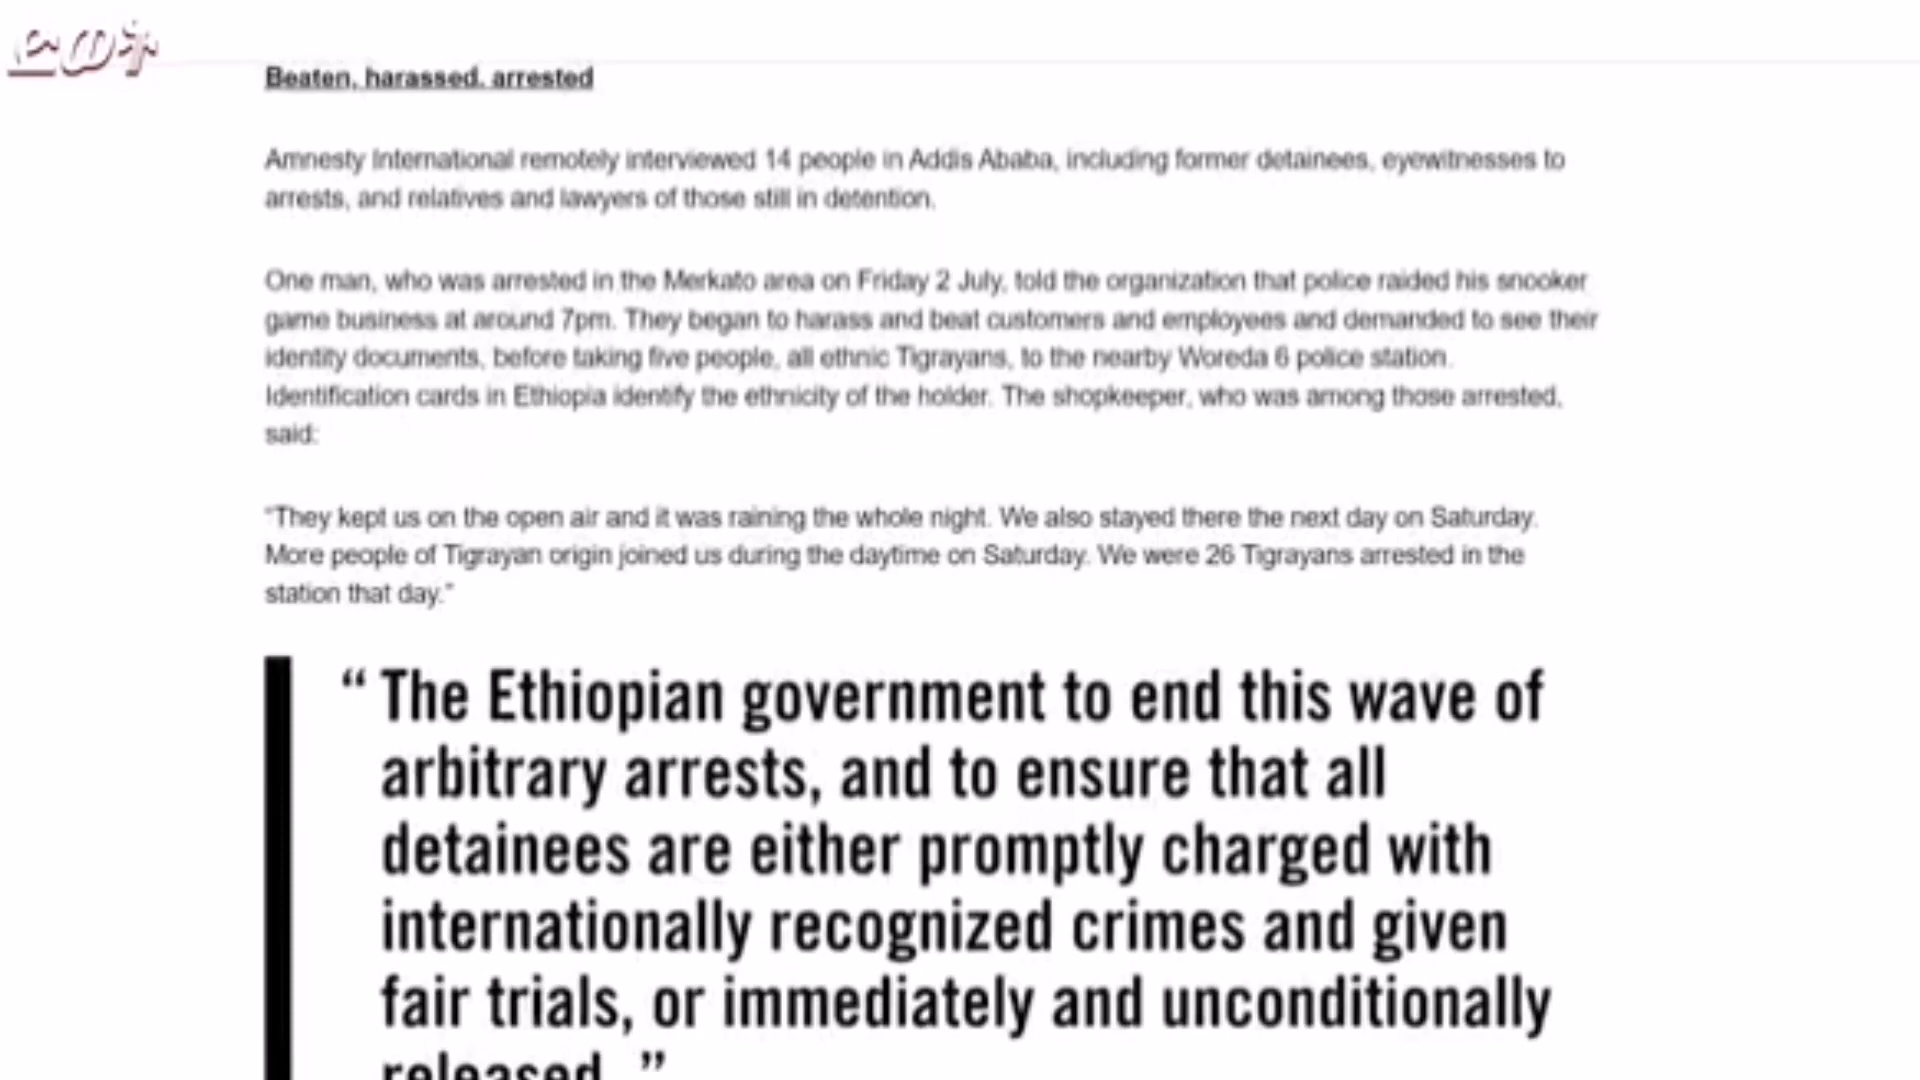 Beaten, harassed. arrested
Amnesty International remotely interviewed 14 people in Addis Ababa, including former detainees, eyewitnesses to
arrests, and relatives and lawyers of those still in detention.
One man, who was arrested in the Merkato area on Friday 2 July, told the organization that police raided his snooker
game business at around 7pm. They began to harass and beat customers and employees and demanded to see their
identity documents, before taking five people, all ethnic Tigrayans, to the nearby Woreda 6 police station.
Identification cards in Ethiopia identify the ethnicity of the holder. The shopkeeper, who was among those arrested,
said:
“They kept us on the open air and it was raining the whole night. We also stayed there the next day on Saturday.
More people of Tigrayan origin joined us during the daytime on Saturday. We were 26 Tigrayans arrested in the
station that day.”
“ The Ethiopian government to end this wave of
arbitrary arrests, and to ensure that all
detainees are either promptly charged with
internationally recognized crimes and given
fair trials, or immediately and unconditionally
released. ”